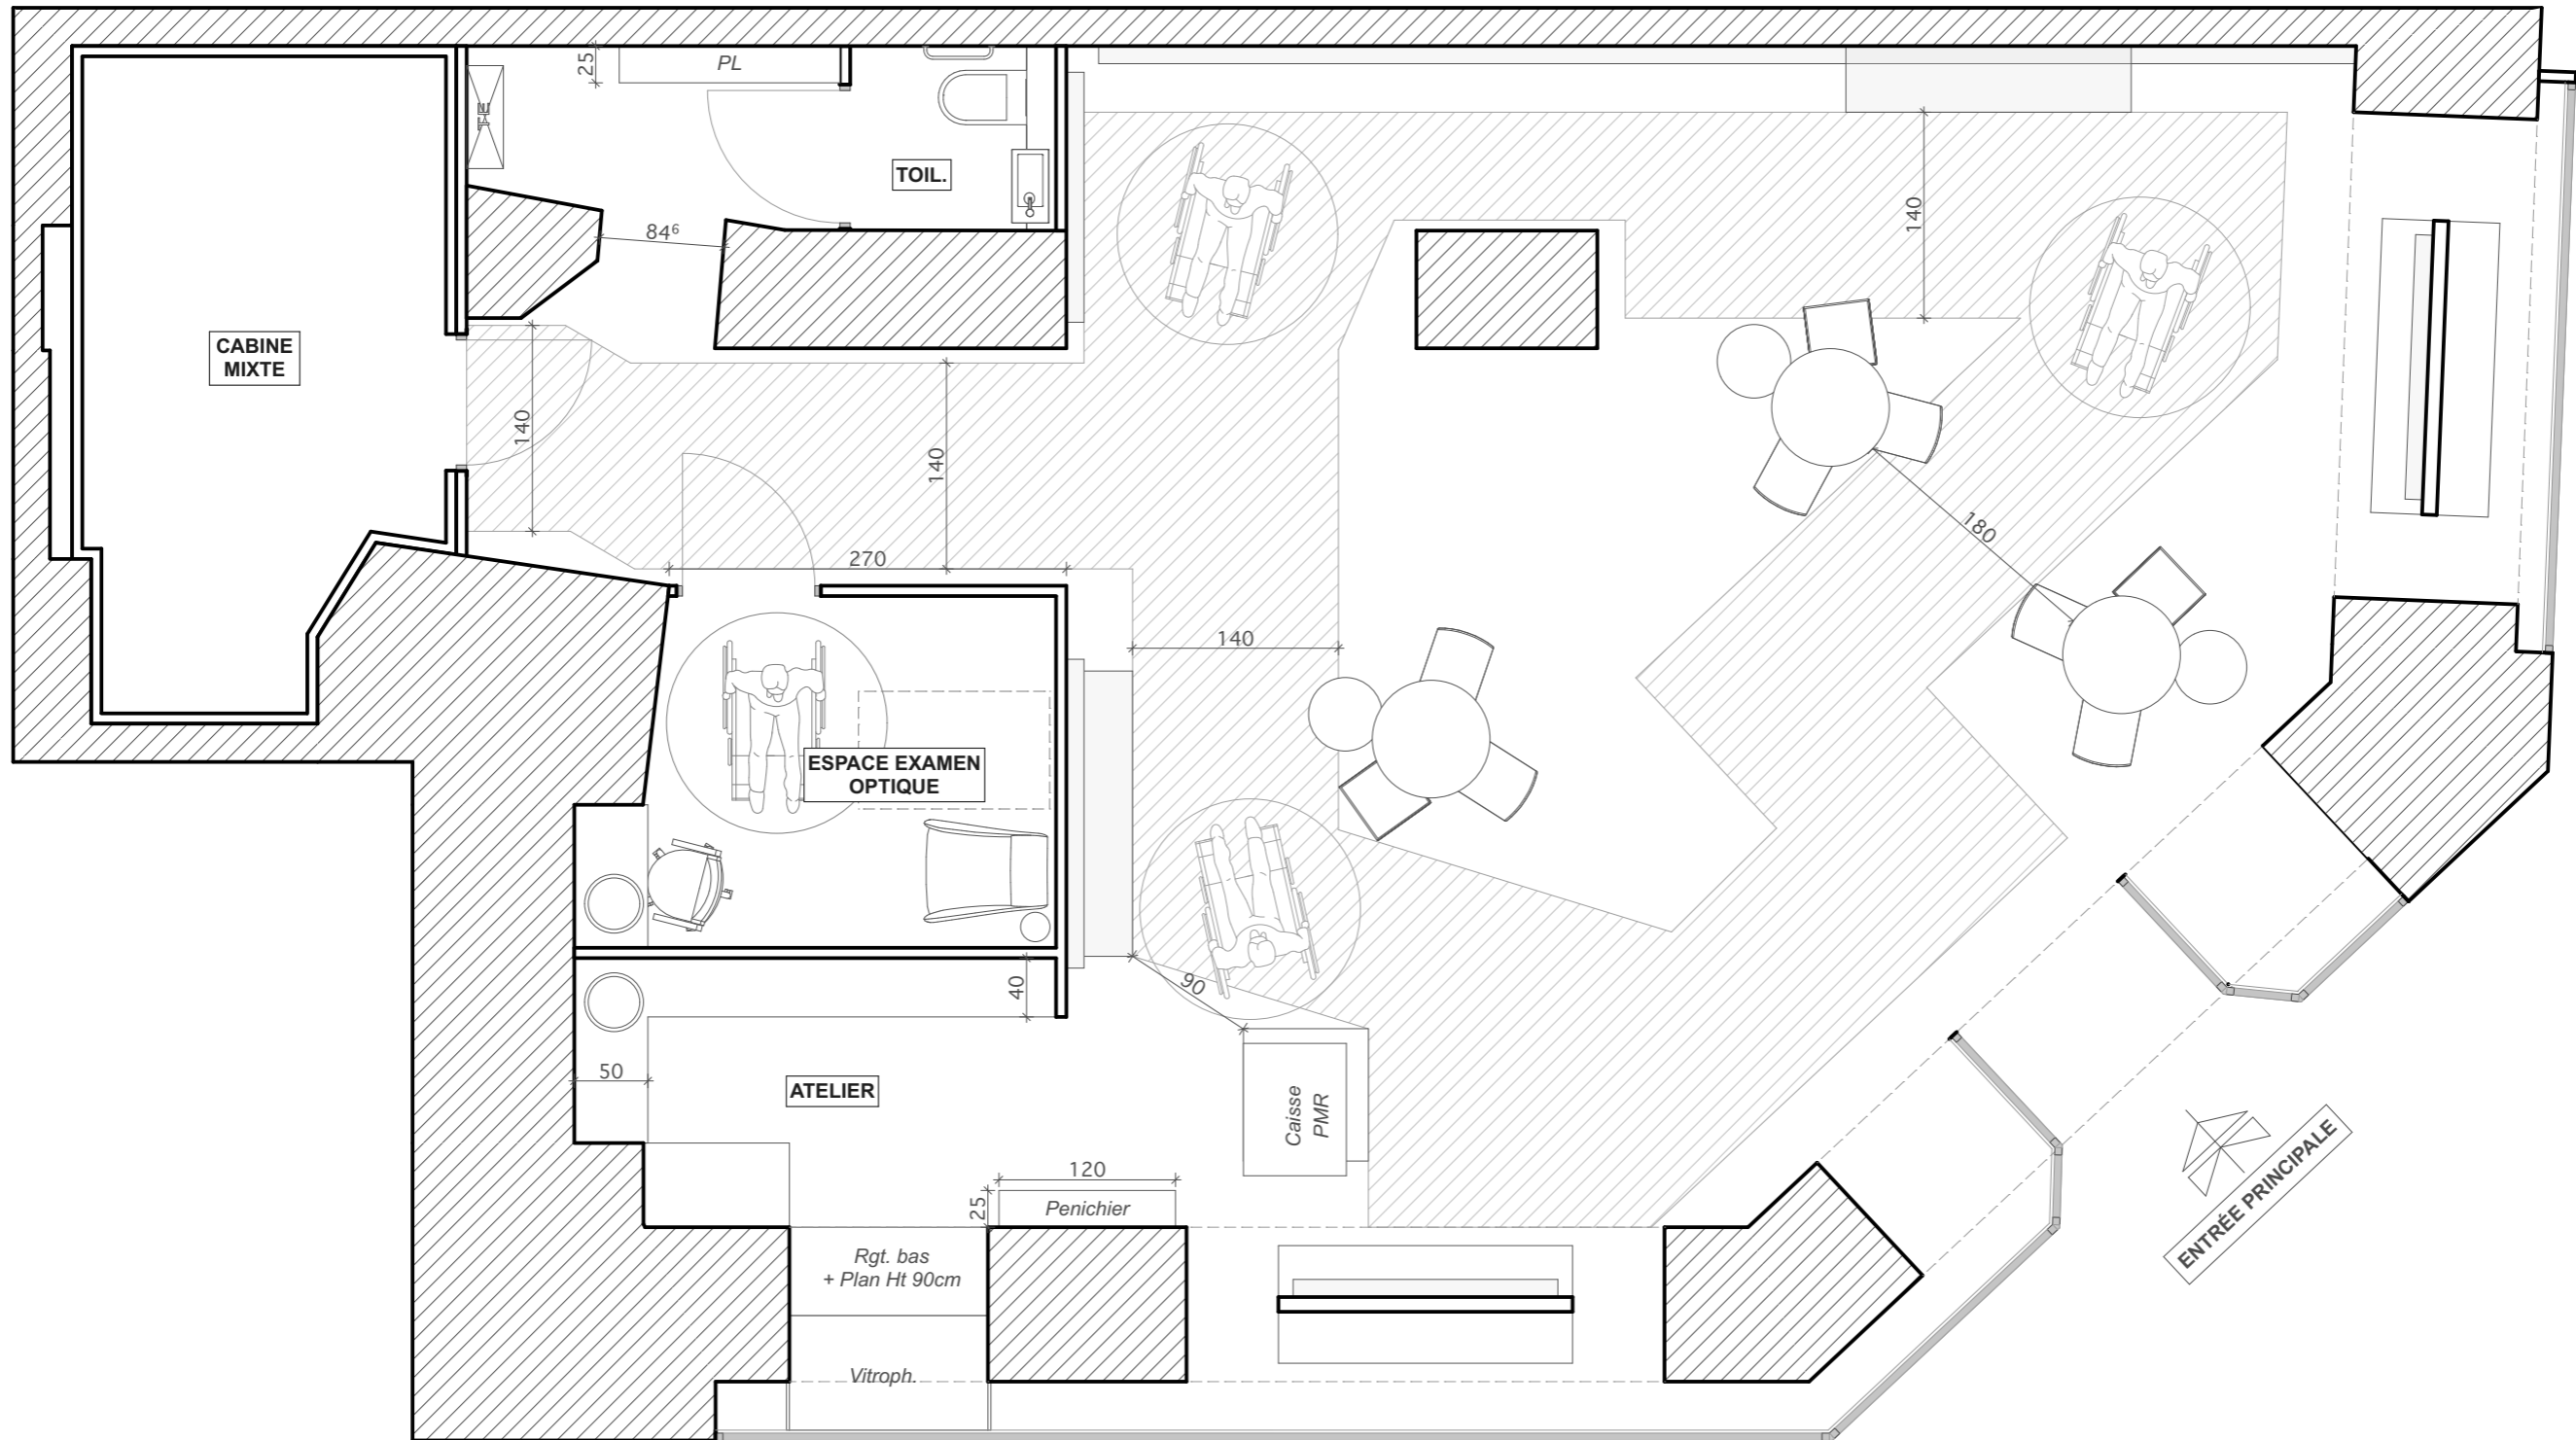 25
PL
TGE
TOIL.
84⁶
140
CABINE
MIXTE
140
140
180
270
140
ESPACE EXAMEN
OPTIQUE
90
40
50
ATELIER
Caisse
PMR
120
25
Penichier
ENTRÉE PRINCIPALE
Rgt. bas
+ Plan Ht 90cm
Vitroph.